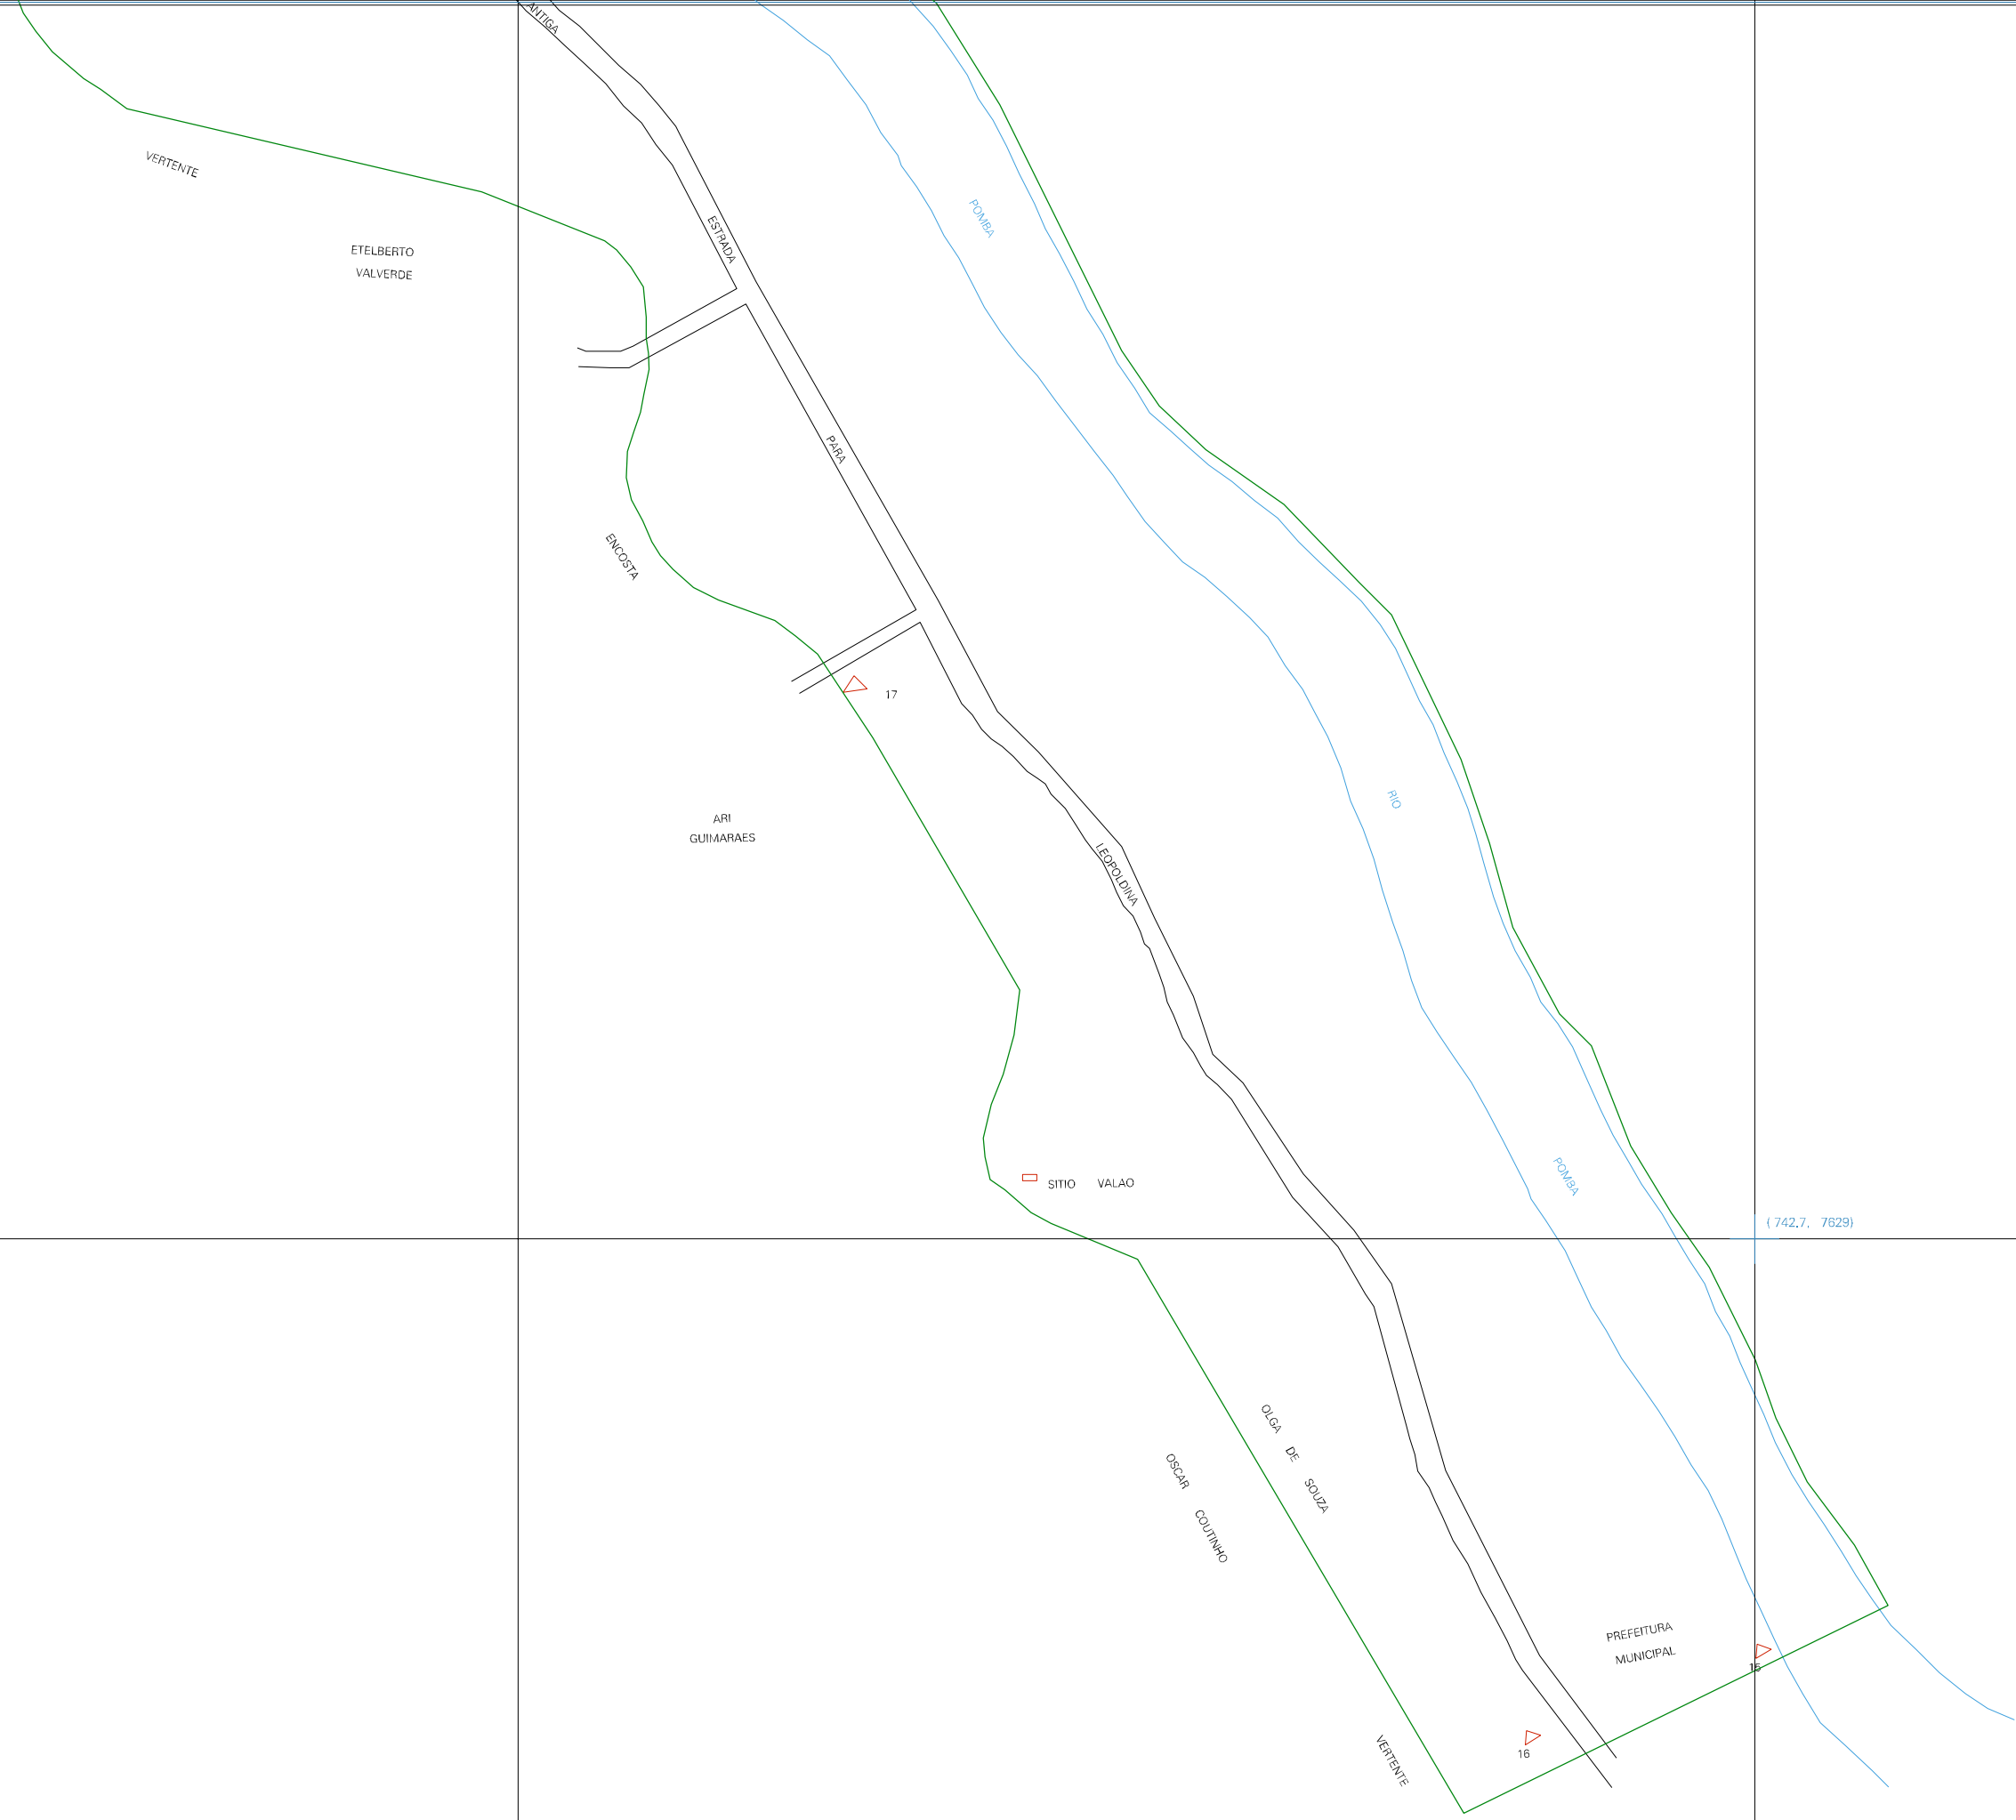 ANTIGA
VERTENTE
POMBA
ESTRADA
ETELBERTO
VALVERDE
PARA
ENCOSTA
17
RIO
ARI
GUIMARAES
LEOPOLDINA
SITIO VALAO
POMBA
(742.7, 7629)
OLGA DE SOUZA
OSCAR COUTINHO
PREFEITURA
MUNICIPAL
15
16
VERTENTE